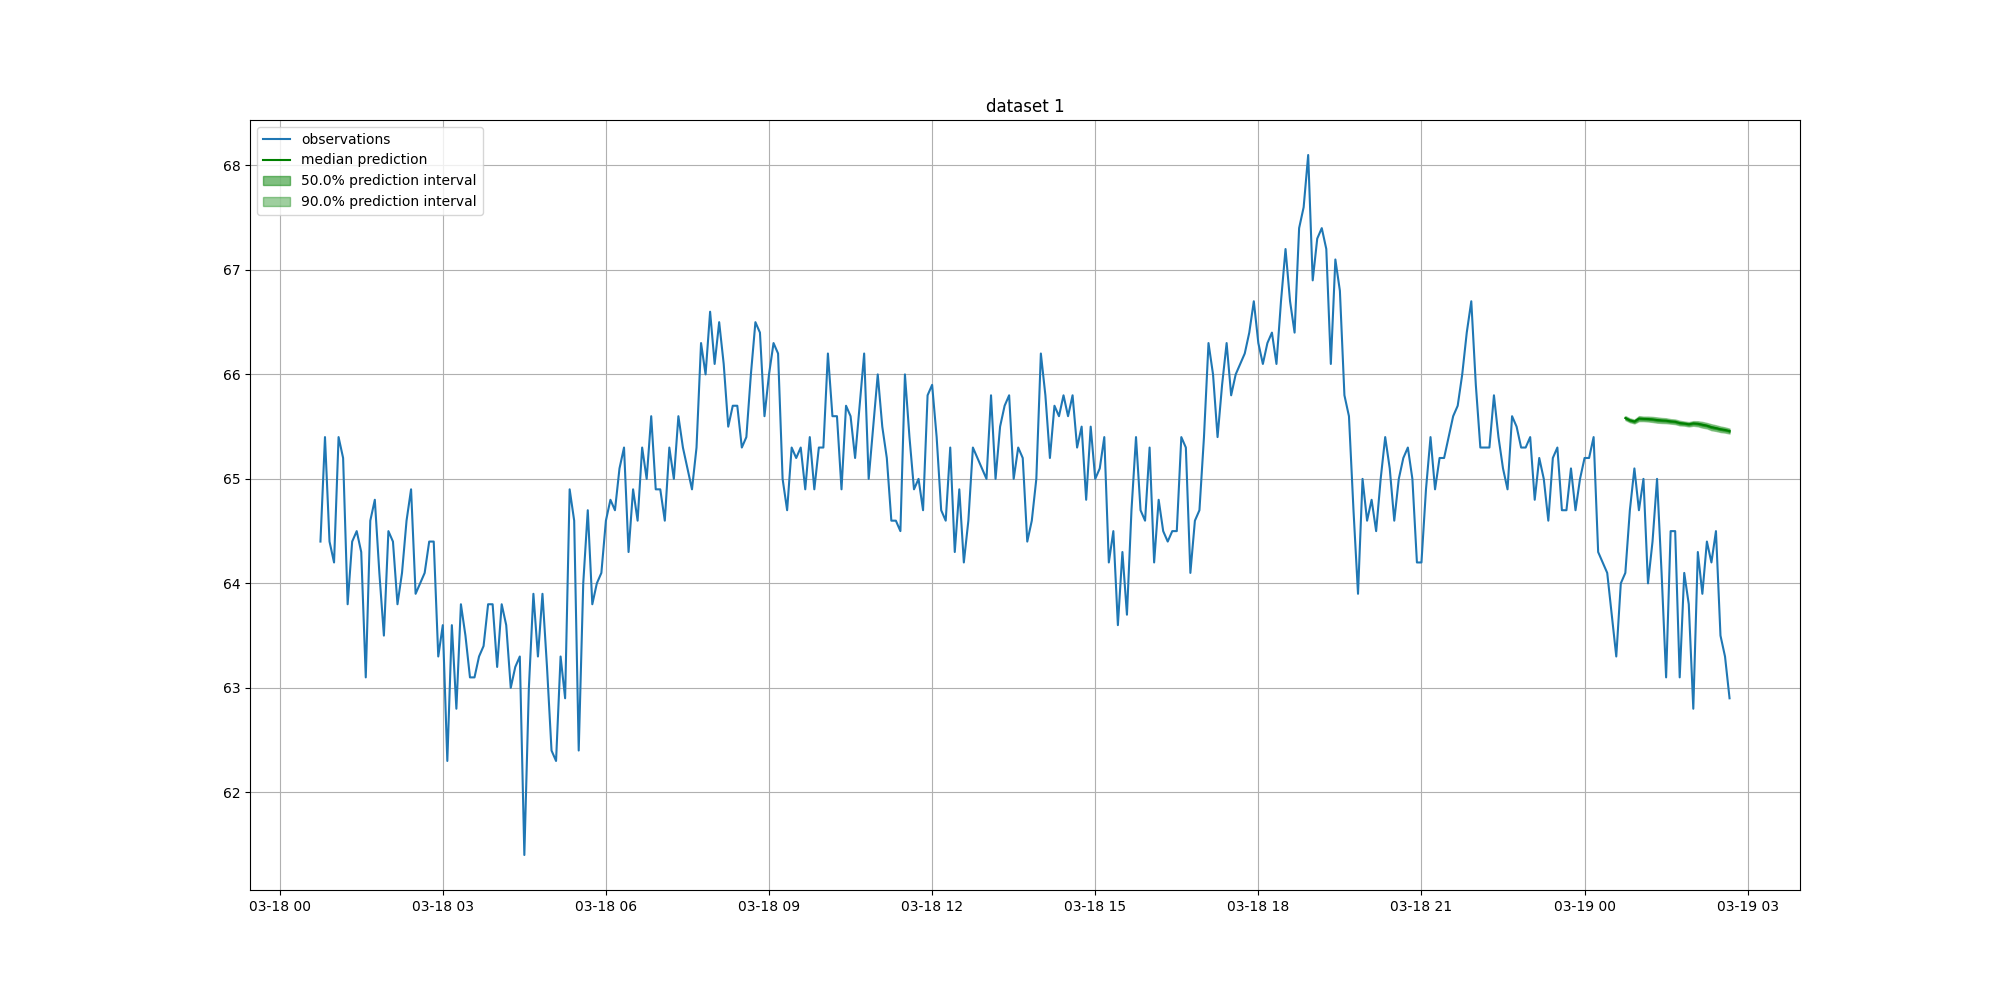 dataset 1
observations
median prediction
50.0% prediction interval
90.0% prediction interval
68
67
66
65
64
63
62
03-18 00 03-18 03 03-18 06 03-18 09 03-18 12 03-18 15 03-18 18 03-18 21 03-19 00 03-19 03